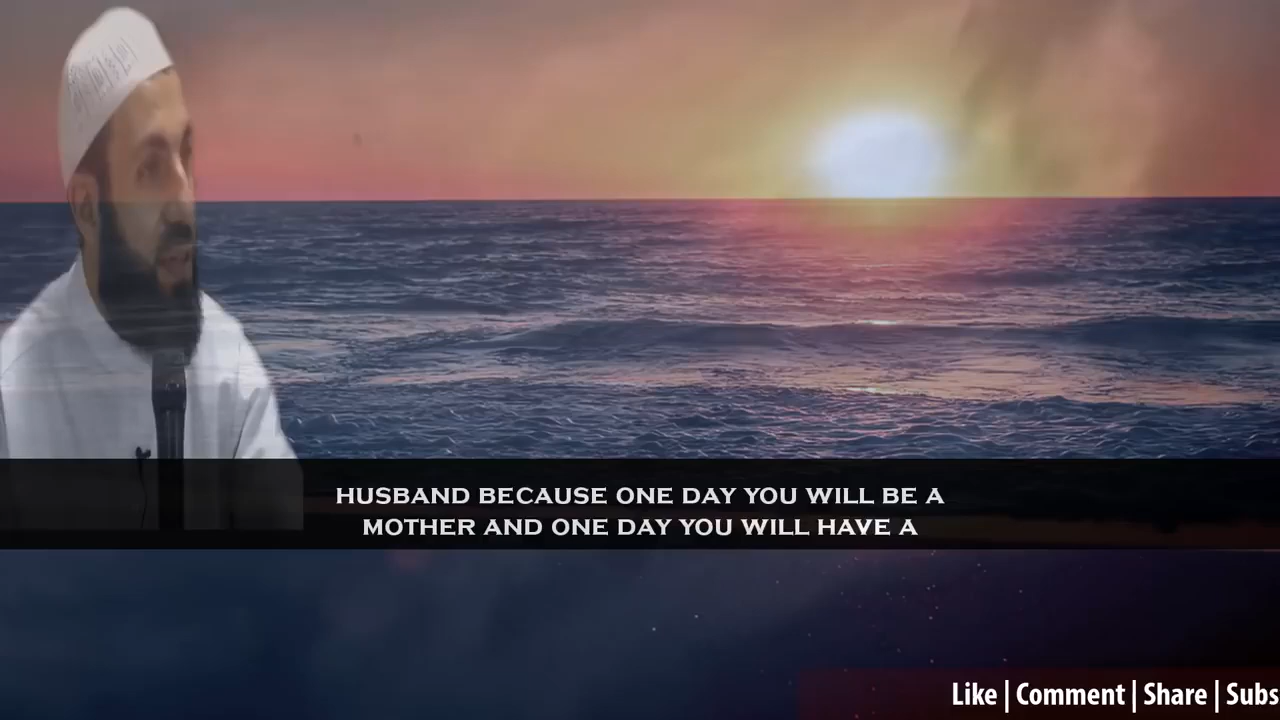 HUSBAND BECAUSE ONE DAY YOU WILL BE A
MOTHER AND ONE DAY YOU WILL HAVE A
Like | Comment | Share | Subs